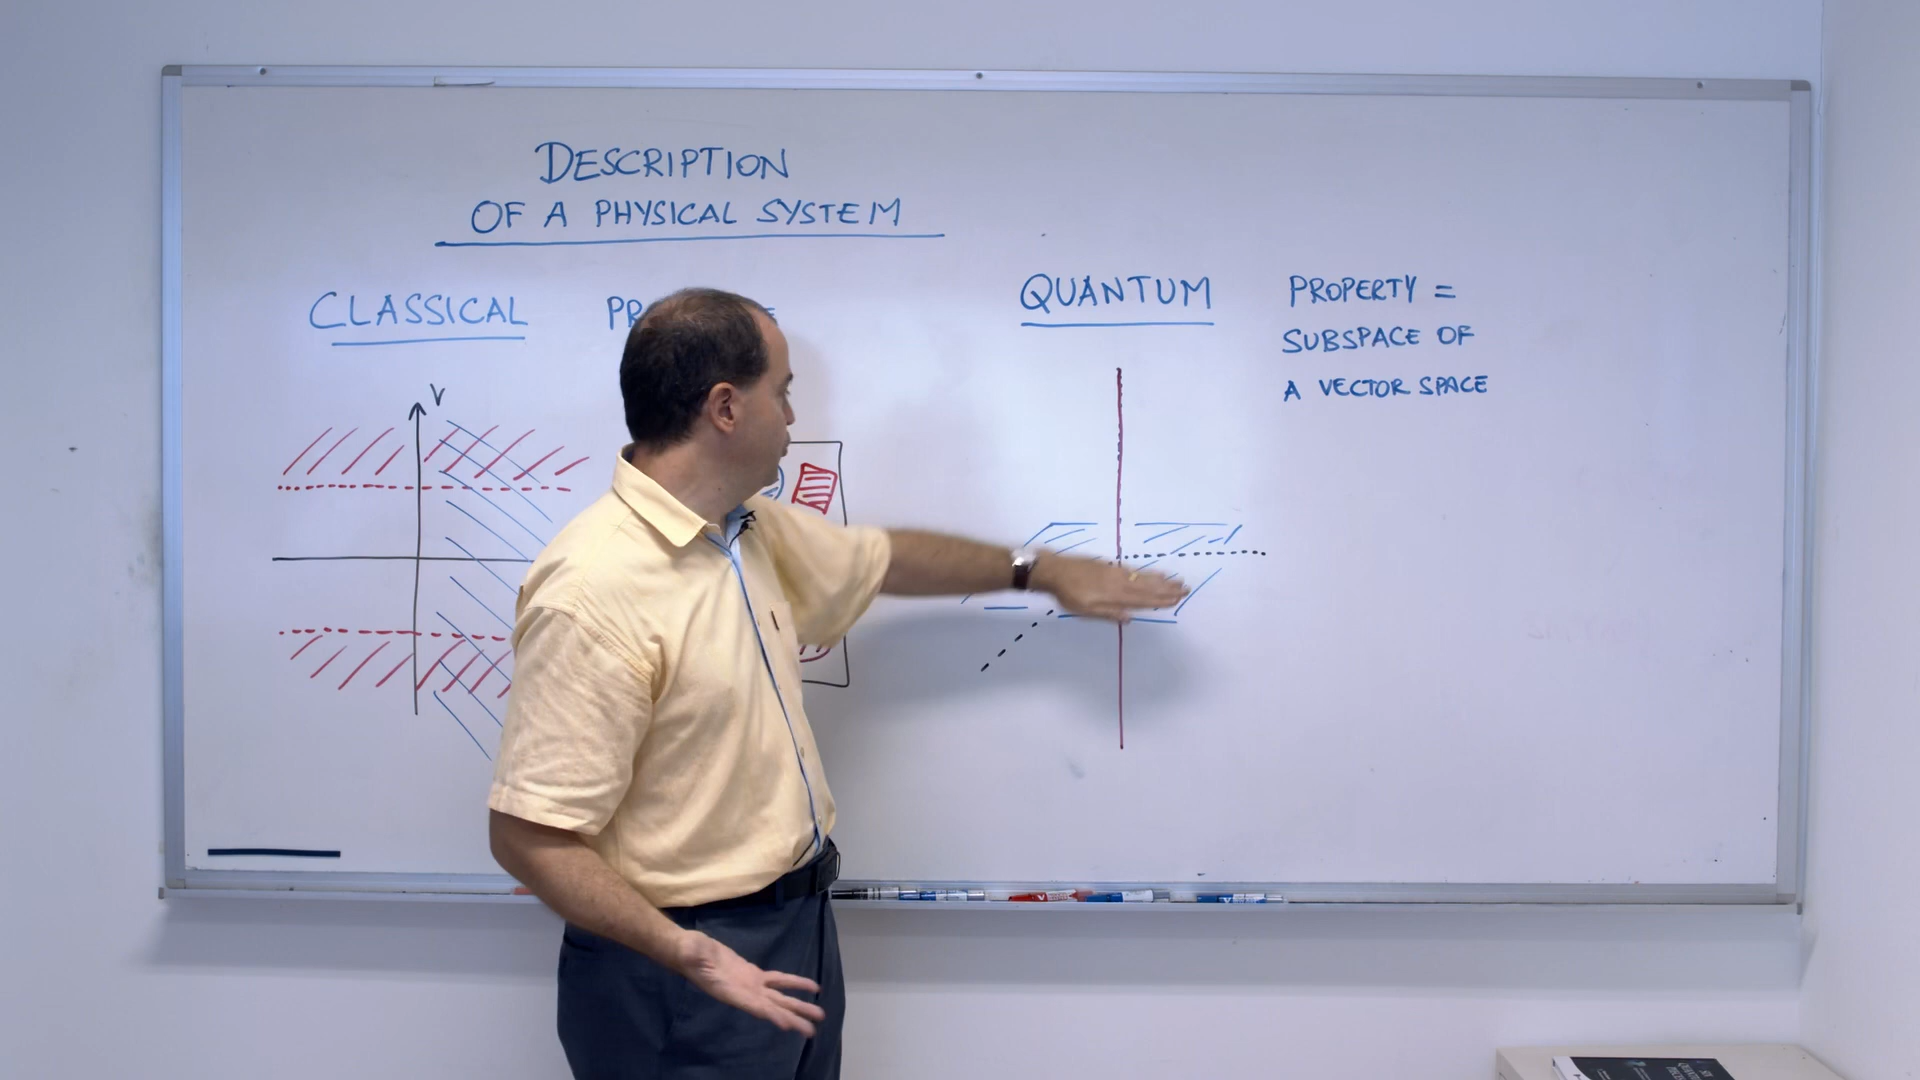 DESCRIPTION
OF A PHYSICAL SYSTEM
CLASSICAL
QUANTUM
PROPERTY =
SUBSPACE OF
A VECTOR SPACE
V